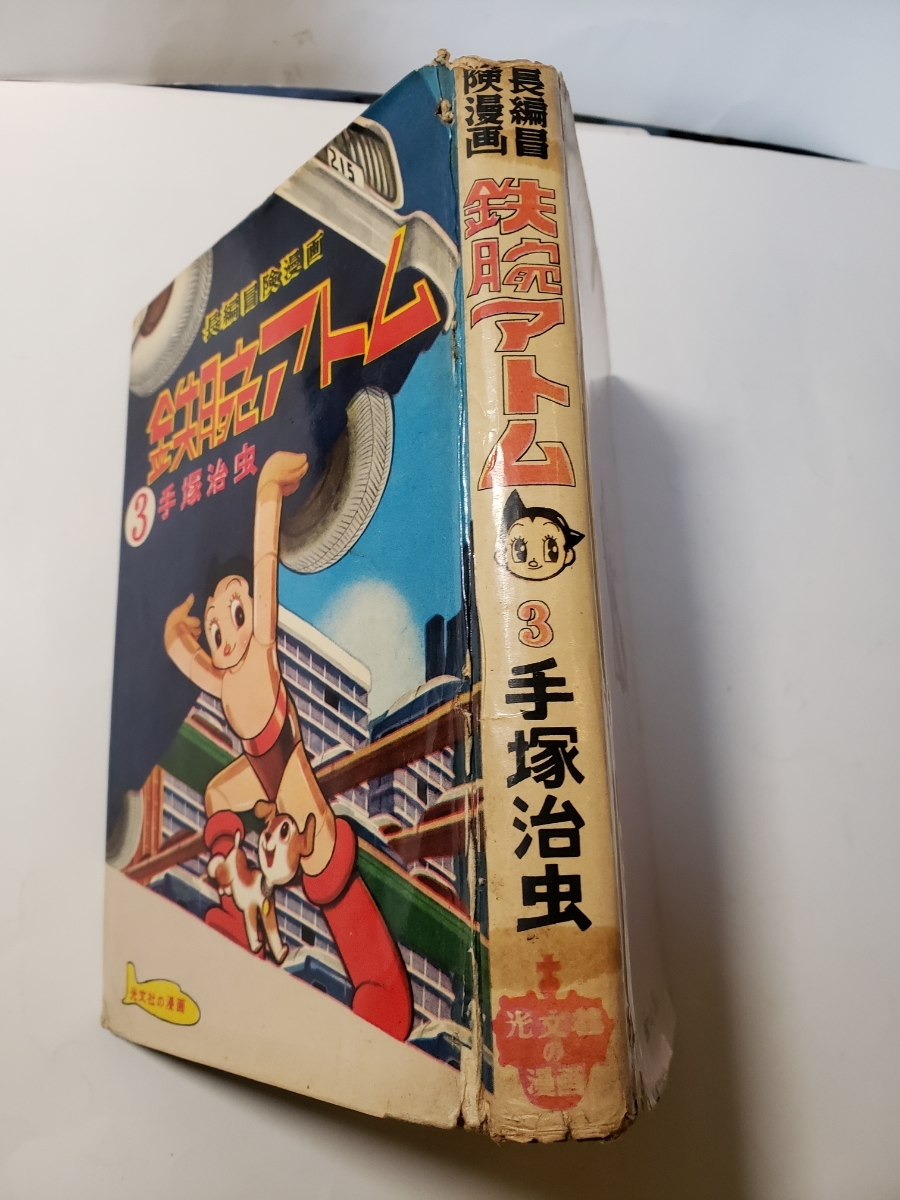 215
長編冒険漫画
鉄腕アトム
3 手塚治虫
光文社の漫画
長編冒
険漫画
鉄腕アトム
3
手塚治虫
光文社
の
漫画